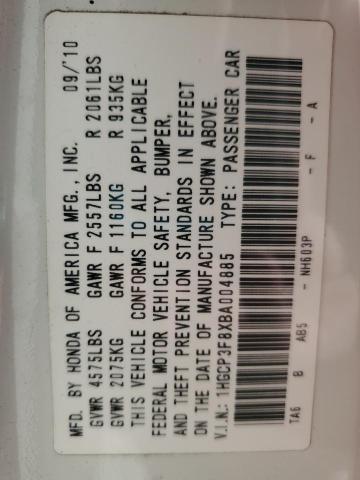 MFD. BY HONDA OF AMERICA MFG., INC. 09/'10
GVWR 4575LBS GAWR F 2557LBS R 2061LBS
GVWR 2075KG GAWR F 1160KG R 935KG
THIS VEHICLE CONFORMS TO ALL APPLICABLE
FEDERAL MOTOR VEHICLE SAFETY, BUMPER,
AND THEFT PREVENTION STANDARDS IN EFFECT
ON THE DATE OF MANUFACTURE SHOWN ABOVE.
V.I.N.: 1HGCP3F8XBA004885 TYPE: PASSENGER CAR
TA6 B AB5 - NH603P - F - A